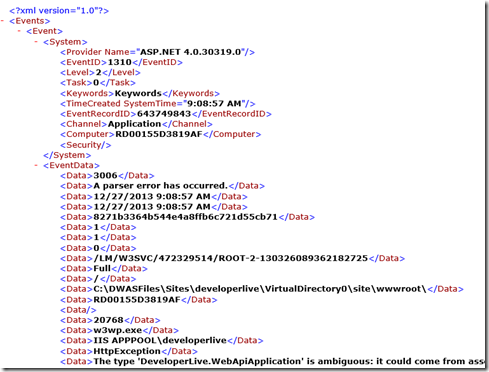 <?xml version="1.0"?>
- <Events>
- <Event>
- <System>
<Provider Name="ASP.NET 4.0.30319.0"/>
<EventID>1310</EventID>
<Level>2</Level>
<Task>0</Task>
<Keywords>Keywords</Keywords>
<TimeCreated SystemTime="9:08:57 AM"/>
<EventRecordID>643749843</EventRecordID>
<Channel>Application</Channel>
<Computer>RD00155D3819AF</Computer>
<Security/>
</System>
- <EventData>
<Data>3006</Data>
<Data>A parser error has occurred.</Data>
<Data>12/27/2013 9:08:57 AM</Data>
<Data>12/27/2013 9:08:57 AM</Data>
<Data>8271b3364b544e4a8ffb6c721d55cb71</Data>
<Data>1</Data>
<Data>1</Data>
<Data>0</Data>
<Data>/LM/W3SVC/472329514/ROOT-2-130326089362182725</Data>
<Data>Full</Data>
<Data>/</Data>
<Data>C:\DWASFiles\Sites\developerlive\VirtualDirectory0\site\wwwroot\</Data>
<Data>RD00155D3819AF</Data>
<Data/>
<Data>20768</Data>
<Data>w3wp.exe</Data>
<Data>IIS APPPOOL\developerlive</Data>
<Data>HttpException</Data>
<Data>The type 'DeveloperLive.WebApiApplication' is ambiguous: it could come from asse